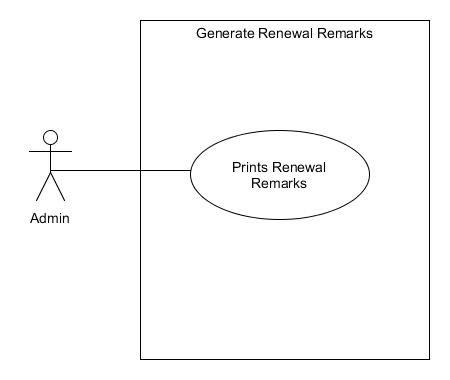 Generate Renewal Remarks
Prints Renewal
Remarks
Admin